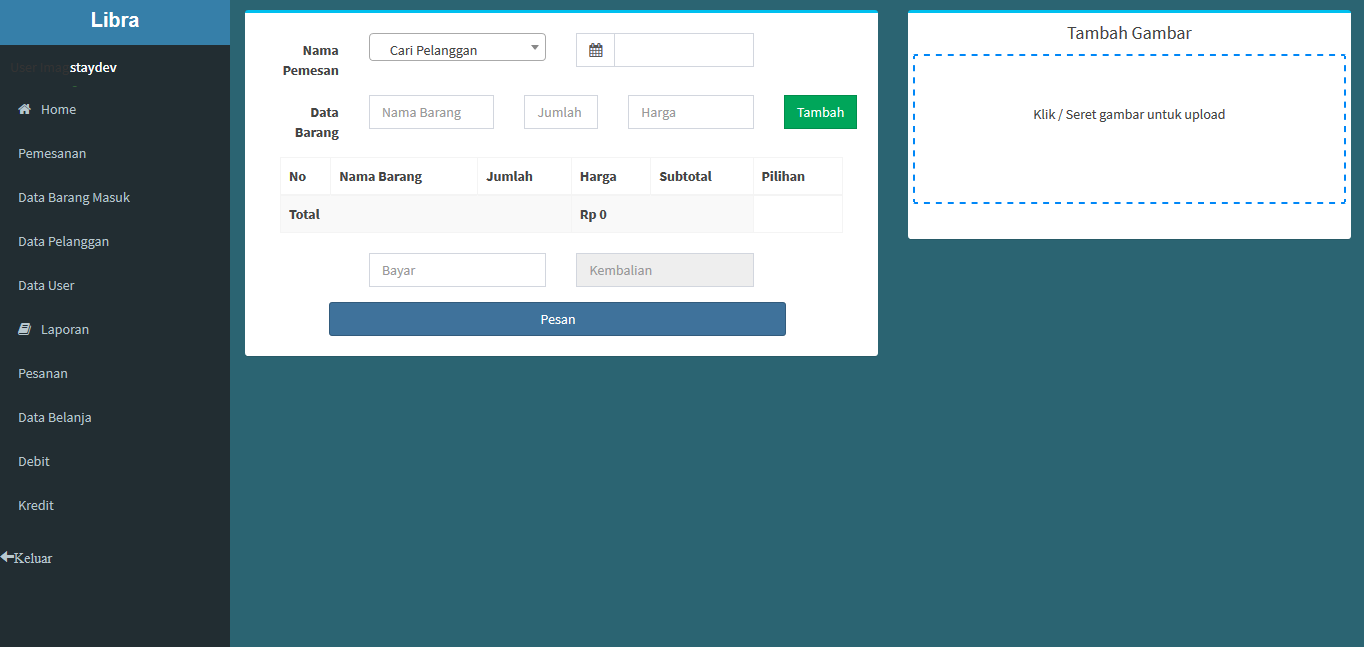 Libra
User Image
staydev
Home
Pemesanan
Data Barang Masuk
Data Pelanggan
Data User
Laporan
Pesanan
Data Belanja
Debit
Kredit
Keluar
Nama
Pemesan
Cari Pelanggan
Data
Barang
Nama Barang Jumlah Harga Tambah
No Nama Barang Jumlah Harga Subtotal Pilihan
Total Rp 0
Bayar Kembalian
Pesan
Tambah Gambar
Klik / Seret gambar untuk upload